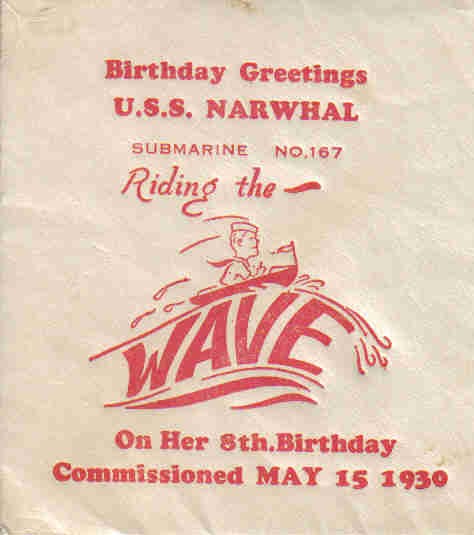 Birthday Greetings
U.S.S. NARWHAL
SUBMARINE NO.167
Riding the
WAVE
On Her 8th.Birthday
Commissioned MAY 15 1930